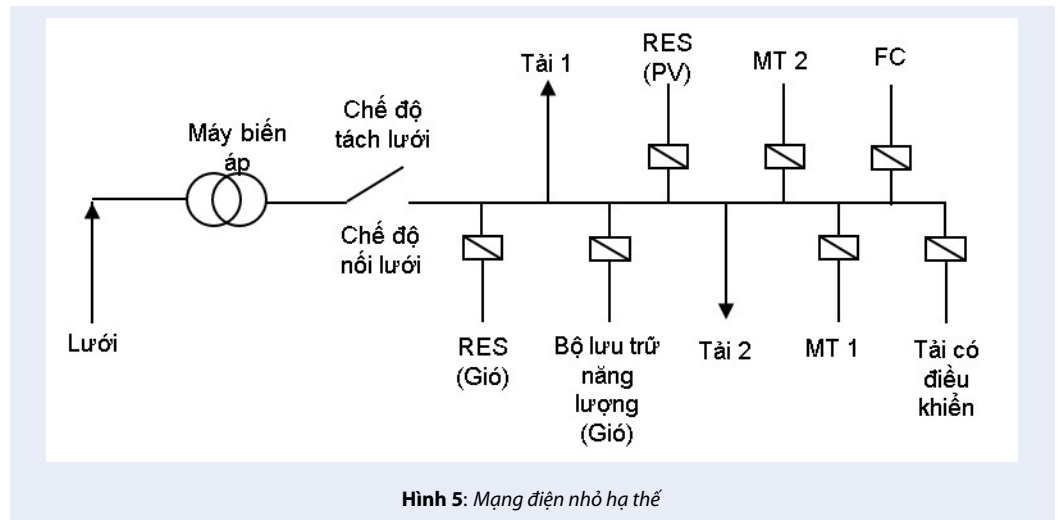 RES
(PV)
MT 2
FC
Tải 1
Chế độ
tách lưới
Máy biến
áp
Chế độ
nối lưới
Lưới
RES
(Gió)
Bộ lưu trữ
năng
lượng
(Gió)
Tải 2
MT 1
Tải có
điều
khiển
Hình 5: Mạng điện nhỏ hạ thế